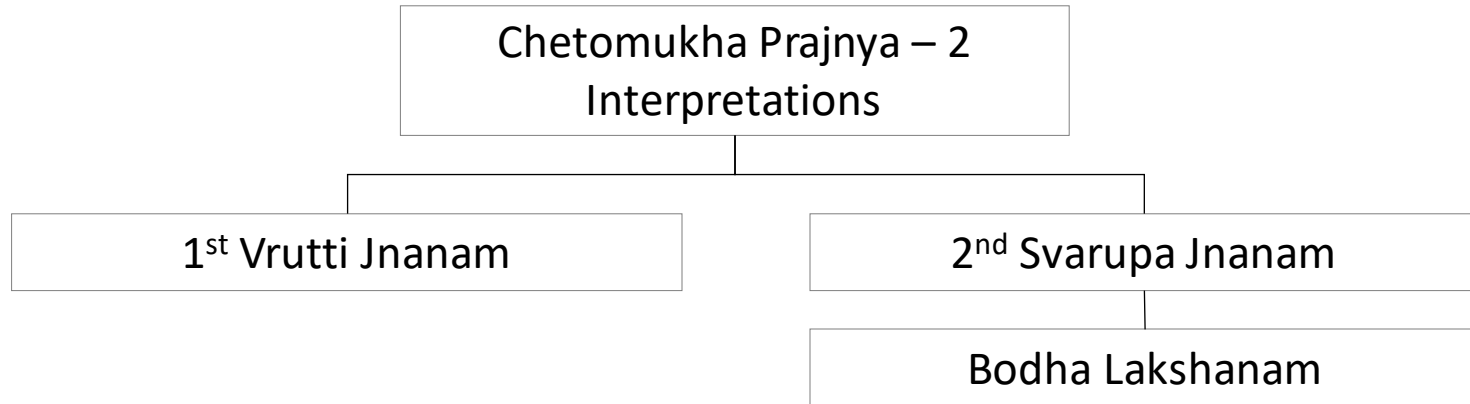 Chetomukha Prajnya – 2
Interpretations
1st Vrutti Jnanam
2nd Svarupa Jnanam
Bodha Lakshanam